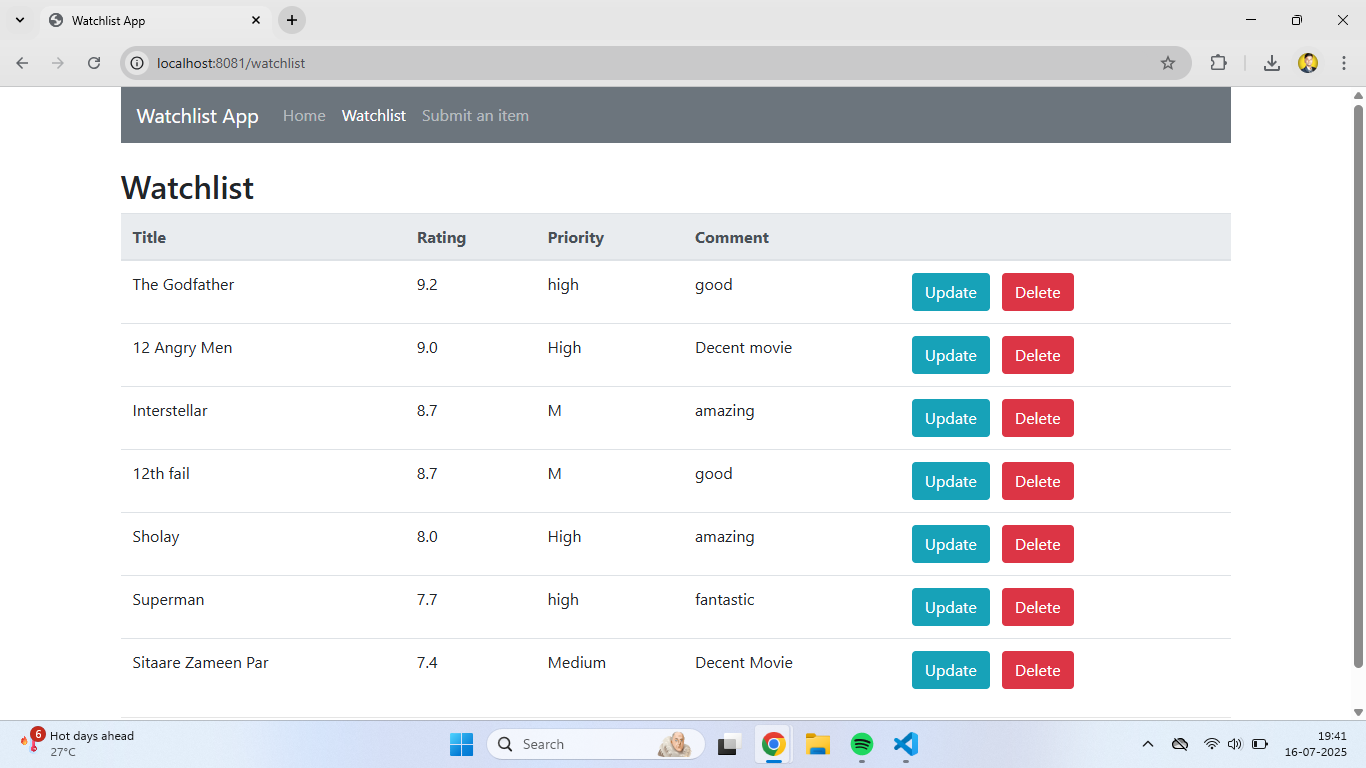 Watchlist App
localhost:8081/watchlist
Watchlist App Home Watchlist Submit an item
Watchlist
Title Rating Priority Comment
The Godfather 9.2 high good Update Delete
12 Angry Men 9.0 High Decent movie Update Delete
Interstellar 8.7 M amazing Update Delete
12th fail 8.7 M good Update Delete
Sholay 8.0 High amazing Update Delete
Superman 7.7 high fantastic Update Delete
Sitaare Zameen Par 7.4 Medium Decent Movie Update Delete
6 Hot days ahead
27°C
Search
19:41
16-07-2025